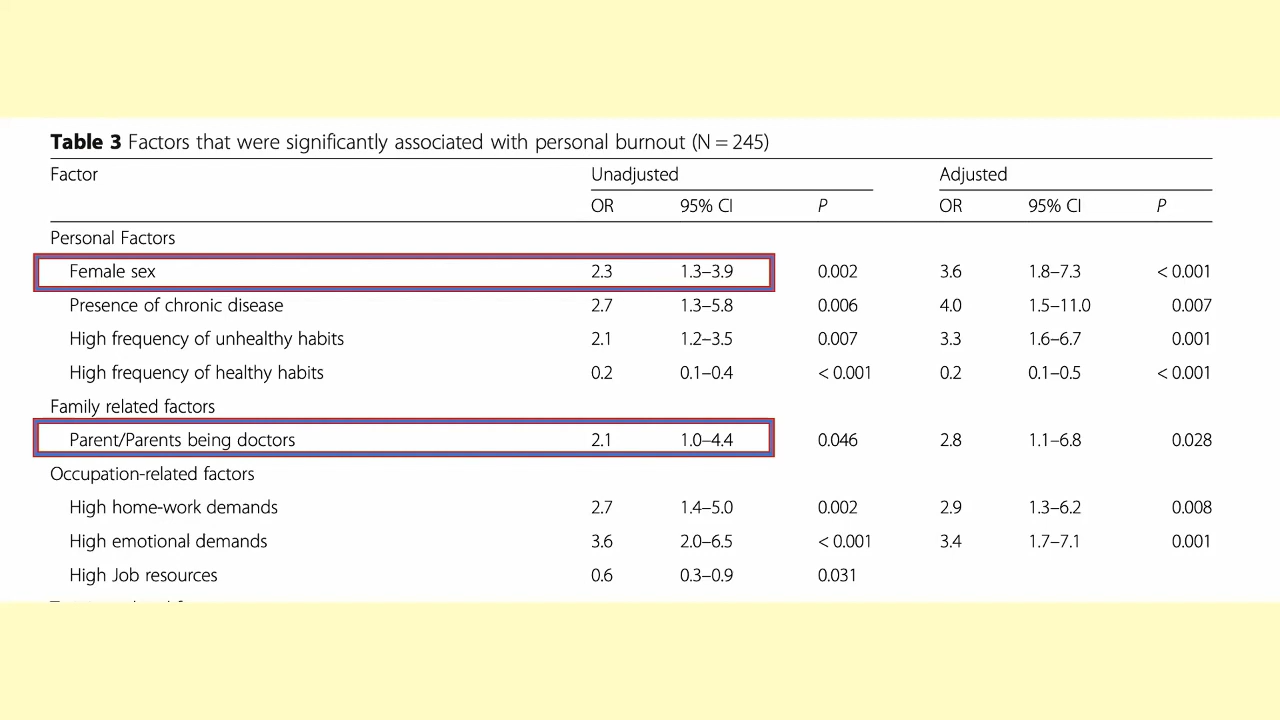 Table 3 Factors that were significantly associated with personal burnout (N = 245)
Factor Unadjusted Adjusted
OR 95% CI P OR 95% CI P
Personal Factors
Female sex 2.3 1.3–3.9 0.002 3.6 1.8–7.3 < 0.001
Presence of chronic disease 2.7 1.3–5.8 0.006 4.0 1.5–11.0 0.007
High frequency of unhealthy habits 2.1 1.2–3.5 0.007 3.3 1.6–6.7 0.001
High frequency of healthy habits 0.2 0.1–0.4 < 0.001 0.2 0.1–0.5 < 0.001
Family related factors
Parent/Parents being doctors 2.1 1.0–4.4 0.046 2.8 1.1–6.8 0.028
Occupation-related factors
High home-work demands 2.7 1.4–5.0 0.002 2.9 1.3–6.2 0.008
High emotional demands 3.6 2.0–6.5 < 0.001 3.4 1.7–7.1 0.001
High Job resources 0.6 0.3–0.9 0.031